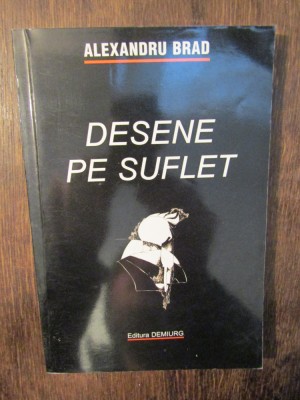 ALEXANDRU BRAD
DESENE
PE SUFLET
Editura DEMIURG